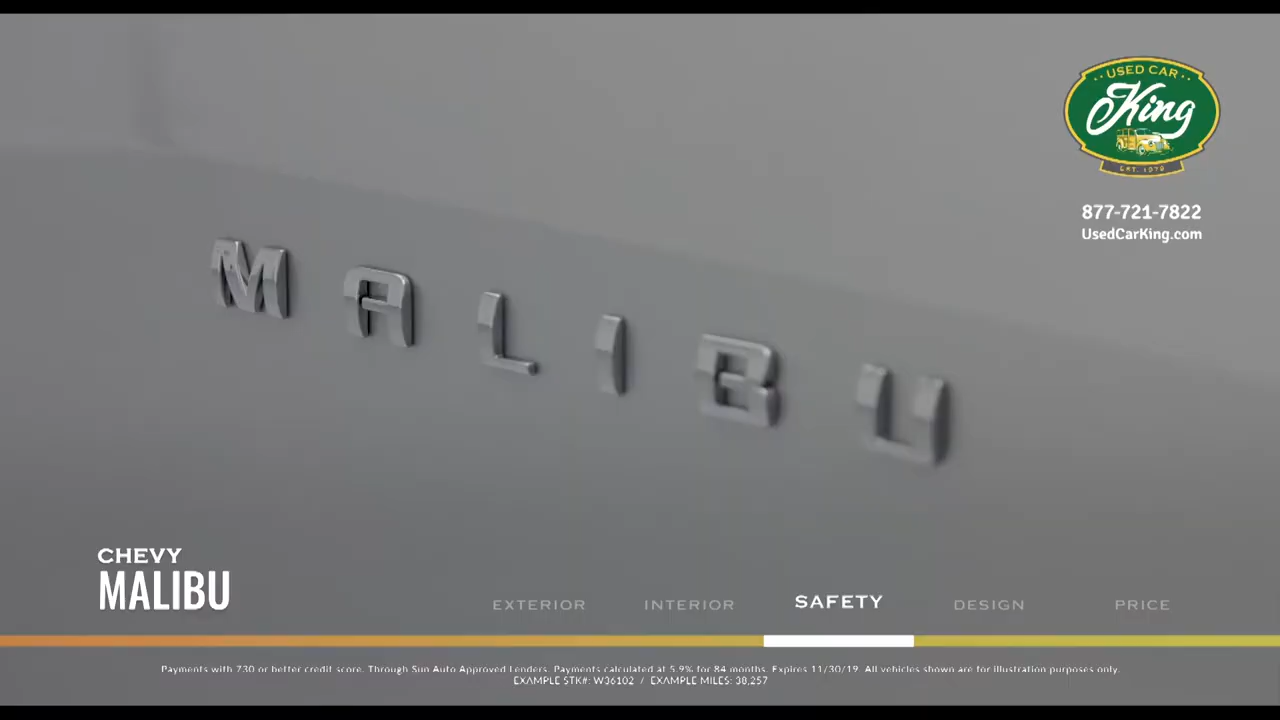 USED CAR
King
EST. 1979
877-721-7822
UsedCarKing.com
MALIBU
CHEVY
MALIBU
EXTERIOR
INTERIOR
SAFETY
DESIGN
PRICE
Payments with 730 or better credit score. Through Sun Auto Approved Lenders. Payments calculated at 5.9% for 84 months. Expires 11/30/19. All vehicles shown are for illustration purposes only.
EXAMPLE STK#: W36102 / EXAMPLE MILES: 38,257